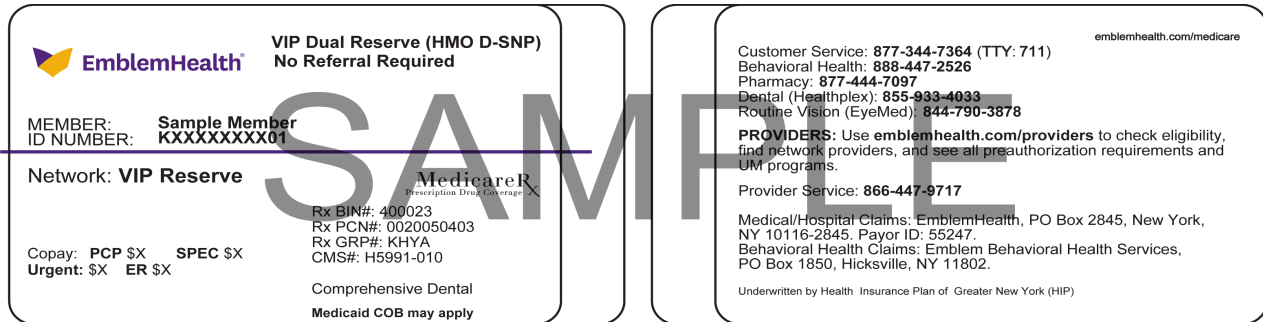 EmblemHealth®
VIP Dual Reserve (HMO D-SNP)
No Referral Required
MEMBER: Sample Member
ID NUMBER: KXXXXXXXX01
Network: VIP Reserve
MedicareRx
Prescription Drug Coverage
Rx BIN#: 400023
Rx PCN#: 0020050403
Rx GRP#: KHYA
CMS#: H5991-010
Copay: PCP $X SPEC $X
Urgent: $X ER $X
Comprehensive Dental
Medicaid COB may apply
SAMPLE
emblemhealth.com/medicare
Customer Service: 877-344-7364 (TTY: 711)
Behavioral Health: 888-447-2526
Pharmacy: 877-444-7097
Dental (Healthplex): 855-933-4033
Routine Vision (EyeMed): 844-790-3878
PROVIDERS: Use emblemhealth.com/providers to check eligibility,
find network providers, and see all preauthorization requirements and
UM programs.
Provider Service: 866-447-9717
Medical/Hospital Claims: EmblemHealth, PO Box 2845, New York,
NY 10116-2845. Payor ID: 55247.
Behavioral Health Claims: Emblem Behavioral Health Services,
PO Box 1850, Hicksville, NY 11802.
Underwritten by Health Insurance Plan of Greater New York (HIP)